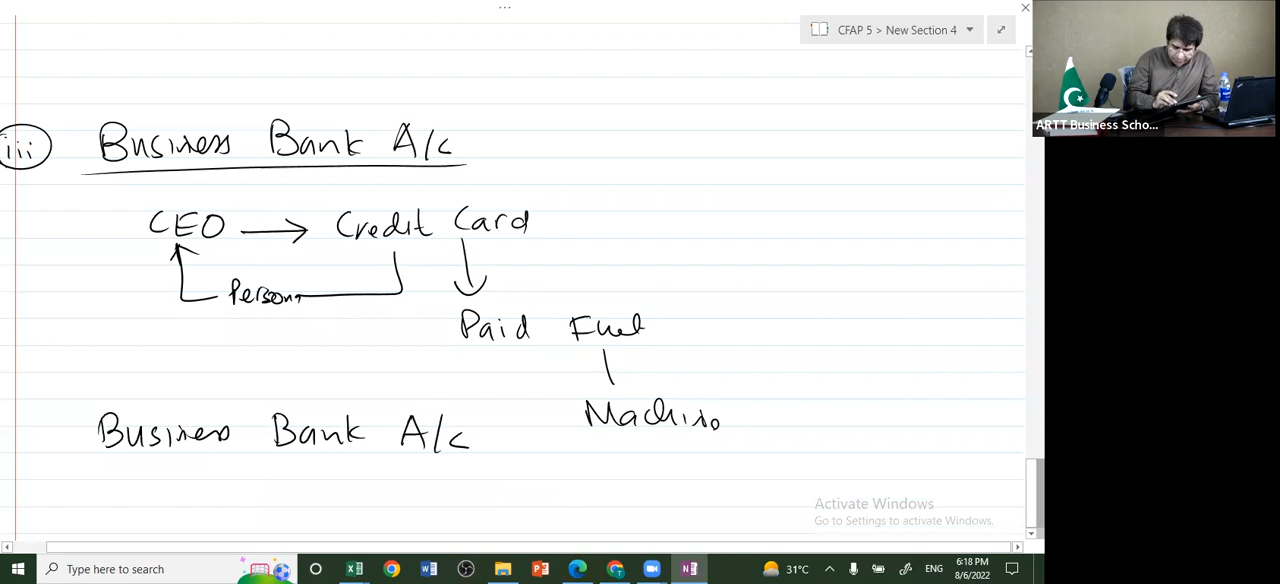 ...
CFAP 5 > New Section 4
ARTT Business Scho...
iii Business Bank A/c
CEO → Credit Card
Person
Paid Fuel
Business Bank A/c
Activate Windows
Go to Settings to activate Windows.
Type here to search
31°C
ENG
6:18 PM
8/6/2022